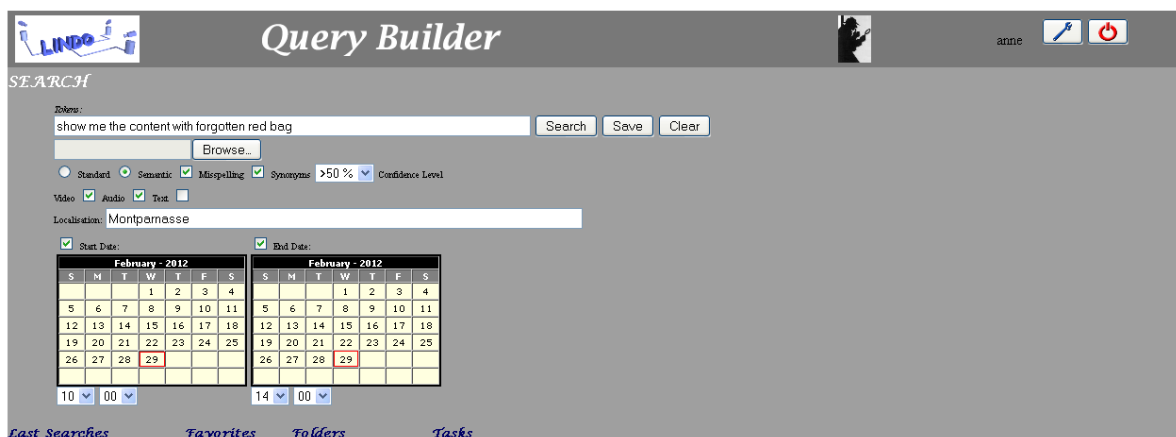 LINDO Query Builder anne
SEARCH
Tokens:
show me the content with forgotten red bag Search Save Clear
Browse...
Standard Semantic Misspelling Synonyms >50 % Confidence Level
Video Audio Text
Localisation: Montparnasse
Start Date: End Date:
February - 2012 February - 2012
S M T W T F S S M T W T F S
1 2 3 4 1 2 3 4
5 6 7 8 9 10 11 5 6 7 8 9 10 11
12 13 14 15 16 17 18 12 13 14 15 16 17 18
19 20 21 22 23 24 25 19 20 21 22 23 24 25
26 27 28 29 26 27 28 29
10 00 14 00
Last Searches Favorites Folders Tasks